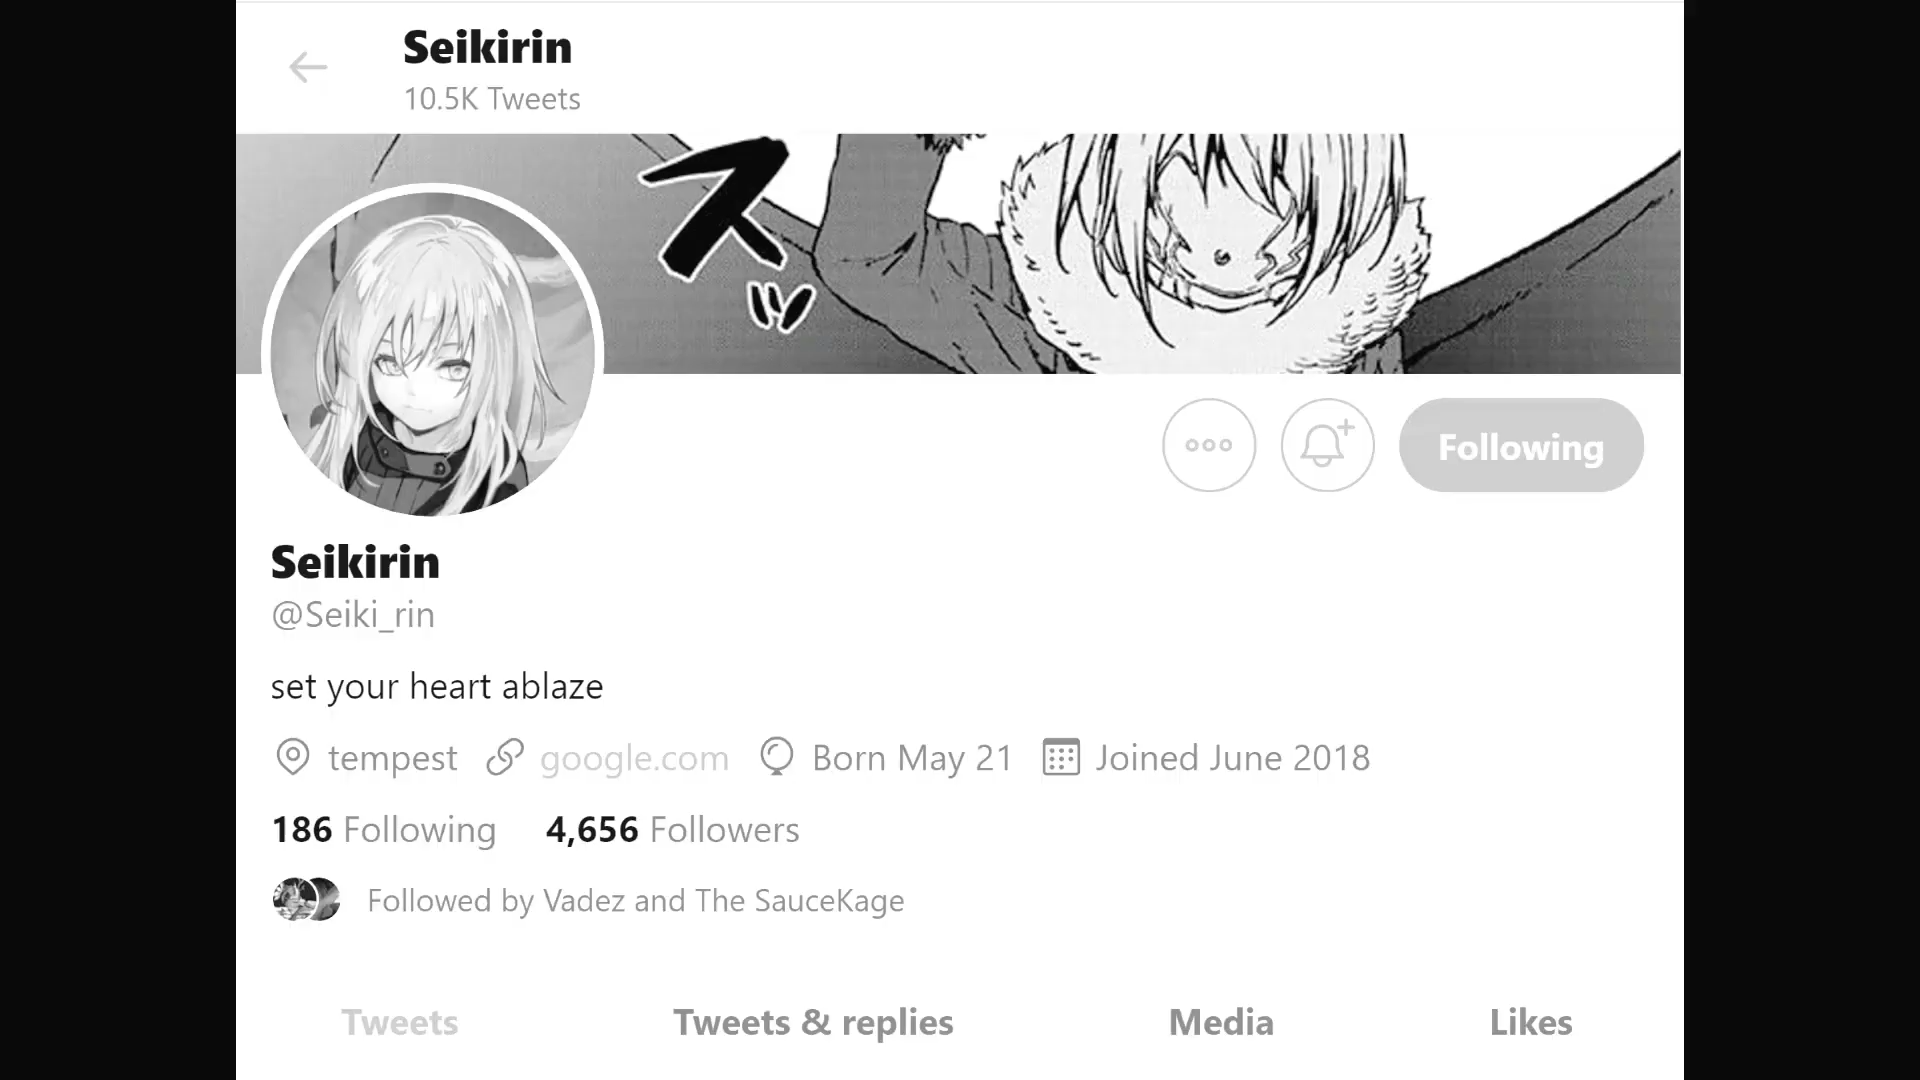 Seikirin
10.5K Tweets
スッ
Following
Seikirin
@Seiki_rin
set your heart ablaze
tempest google.com Born May 21 Joined June 2018
186 Following 4,656 Followers
Followed by Vadez and The SauceKage
Tweets Tweets & replies Media Likes